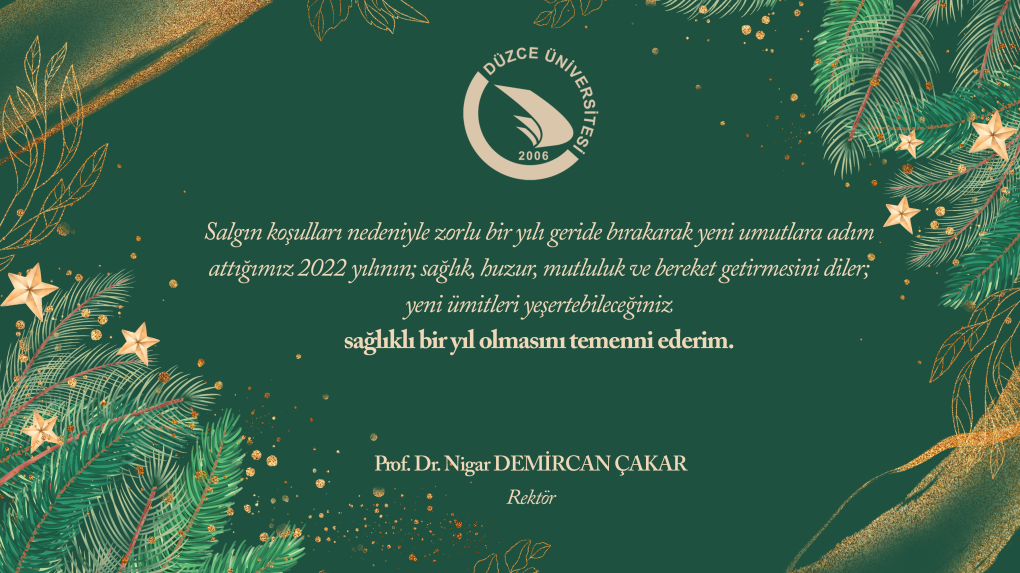 DÜZCE ÜNİVERSİTESİ
2006
Salgın koşulları nedeniyle zorlu bir yılı geride bırakarak yeni umutlara adım
attığımız 2022 yılının; sağlık, huzur, mutluluk ve bereket getirmesini diler;
yeni ümitleri yeşertebileceğiniz
sağlıklı bir yıl olmasını temenni ederim.
Prof. Dr. Nigar DEMİRCAN ÇAKAR
Rektör